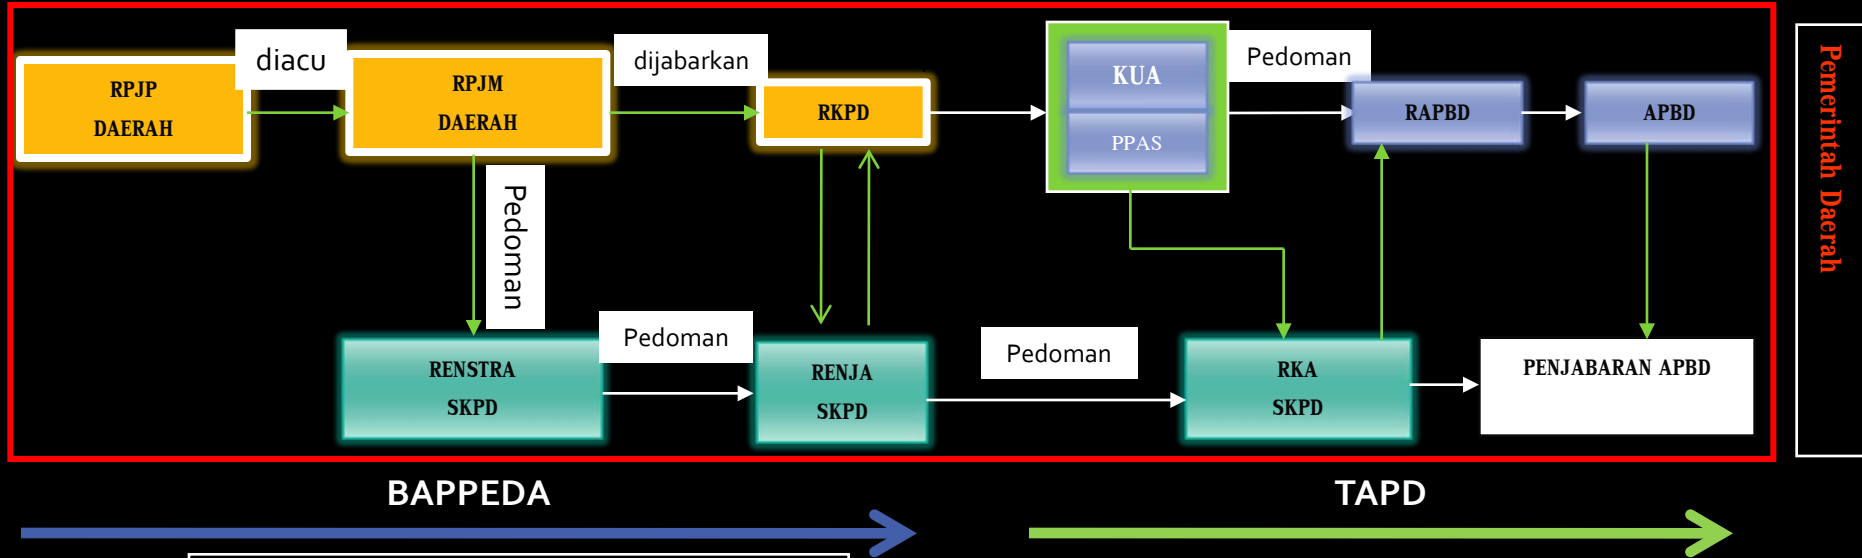 diacu
dijabarkan
Pedoman
RPJP
DAERAH
RPJM
DAERAH
RKPD
KUA
PPAS
RAPBD
APBD
Pemerintah Daerah
Pedoman
Pedoman
Pedoman
RENSTRA
SKPD
RENJA
SKPD
RKA
SKPD
PENJABARAN APBD
BAPPEDA
TAPD